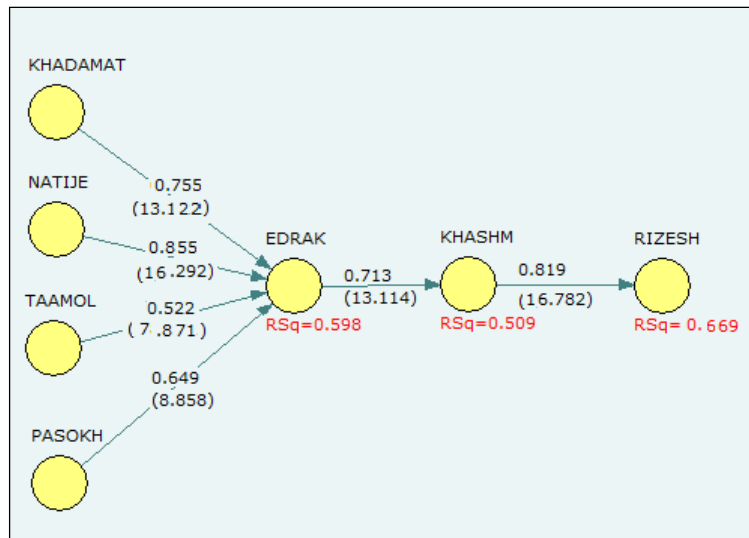 KHADAMAT
0.755
(13.122)
NATIJE
0.855
(16.292)
EDRAK
KHASHM
RIZESH
0.713
(13.114)
0.819
(16.782)
TAAMOL
0.522
( 7.871)
RSq=0.598
RSq=0.509
RSq= 0.669
0.649
(8.858)
PASOKH